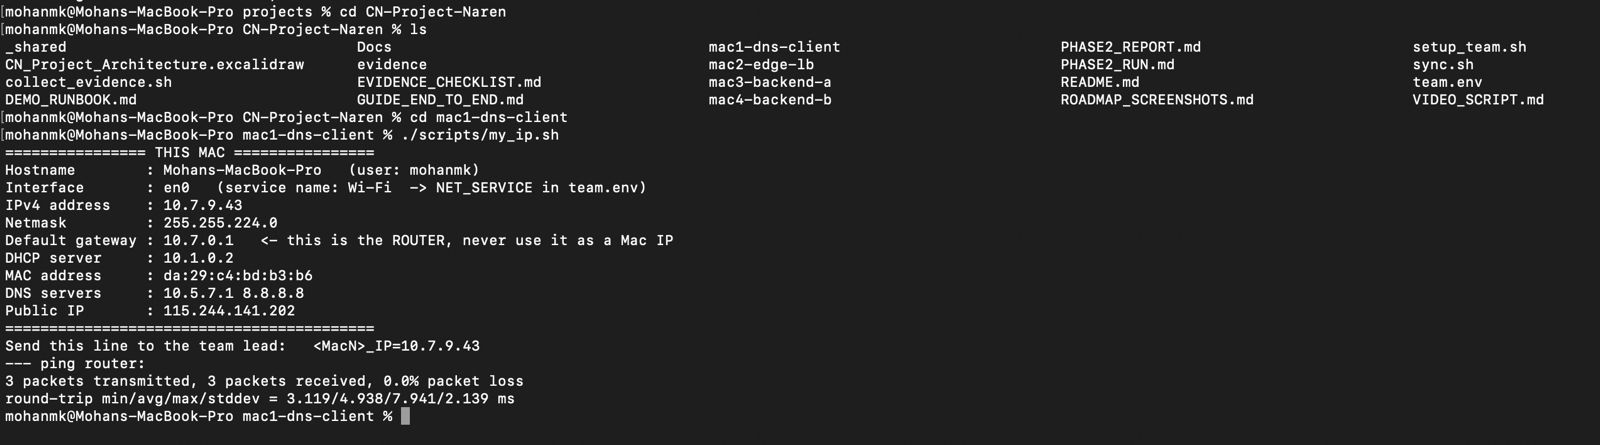 [mohanmk@Mohans-MacBook-Pro projects % cd CN-Project-Naren
[mohanmk@Mohans-MacBook-Pro CN-Project-Naren % ls
_shared Docs mac1-dns-client PHASE2_REPORT.md setup_team.sh
CN_Project_Architecture.excalidraw evidence mac2-edge-lb PHASE2_RUN.md sync.sh
collect_evidence.sh EVIDENCE_CHECKLIST.md mac3-backend-a README.md team.env
DEMO_RUNBOOK.md GUIDE_END_TO_END.md mac4-backend-b ROADMAP_SCREENSHOTS.md VIDEO_SCRIPT.md
[mohanmk@Mohans-MacBook-Pro CN-Project-Naren % cd mac1-dns-client
[mohanmk@Mohans-MacBook-Pro mac1-dns-client % ./scripts/my_ip.sh
================ THIS MAC ================
Hostname : Mohans-MacBook-Pro (user: mohanmk)
Interface : en0 (service name: Wi-Fi -> NET_SERVICE in team.env)
IPv4 address : 10.7.9.43
Netmask : 255.255.224.0
Default gateway : 10.7.0.1 <- this is the ROUTER, never use it as a Mac IP
DHCP server : 10.1.0.2
MAC address : da:29:c4:bd:b3:b6
DNS servers : 10.5.7.1 8.8.8.8
Public IP : 115.244.141.202
==========================================
Send this line to the team lead: <MacN>_IP=10.7.9.43
--- ping router:
3 packets transmitted, 3 packets received, 0.0% packet loss
round-trip min/avg/max/stddev = 3.119/4.938/7.941/2.139 ms
mohanmk@Mohans-MacBook-Pro mac1-dns-client %